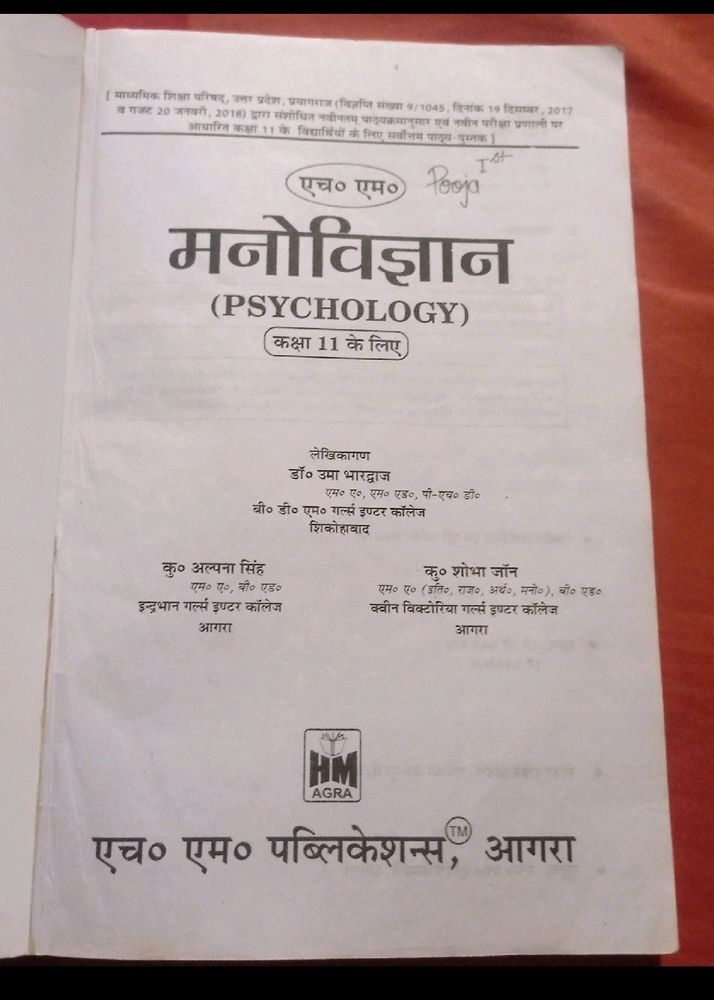 [ माध्यमिक शिक्षा परिषद्, उत्तर प्रदेश, प्रयागराज (विज्ञप्ति संख्या 9/1045, दिनांक 19 दिसम्बर, 2017
व गजट 20 जनवरी, 2018) द्वारा संशोधित नवीनतम् पाठ्यक्रमानुसार एवं नवीन परीक्षा प्रणाली पर
आधारित कक्षा 11 के विद्यार्थियों के लिए सर्वोत्तम पाठ्य-पुस्तक ]
एच० एम० Pooja Ist
मनोविज्ञान
(PSYCHOLOGY)
कक्षा 11 के लिए
लेखिकागण
डॉ० उमा भारद्वाज
एम० ए०, एम० एड०, पी-एच० डी०
बी० डी० एम० गर्ल्स इण्टर कॉलेज
शिकोहाबाद
कु० अल्पना सिंह
एम० ए०, बी० एड०
इन्द्रभान गर्ल्स इण्टर कॉलेज
आगरा
कु० शोभा जॉन
एम० ए० (इति०, राज०, अर्थ०, मनो०), बी० एड०
क्वीन विक्टोरिया गर्ल्स इण्टर कॉलेज
आगरा
HM
AGRA
एच० एम० पब्लिकेशन्स™, आगरा